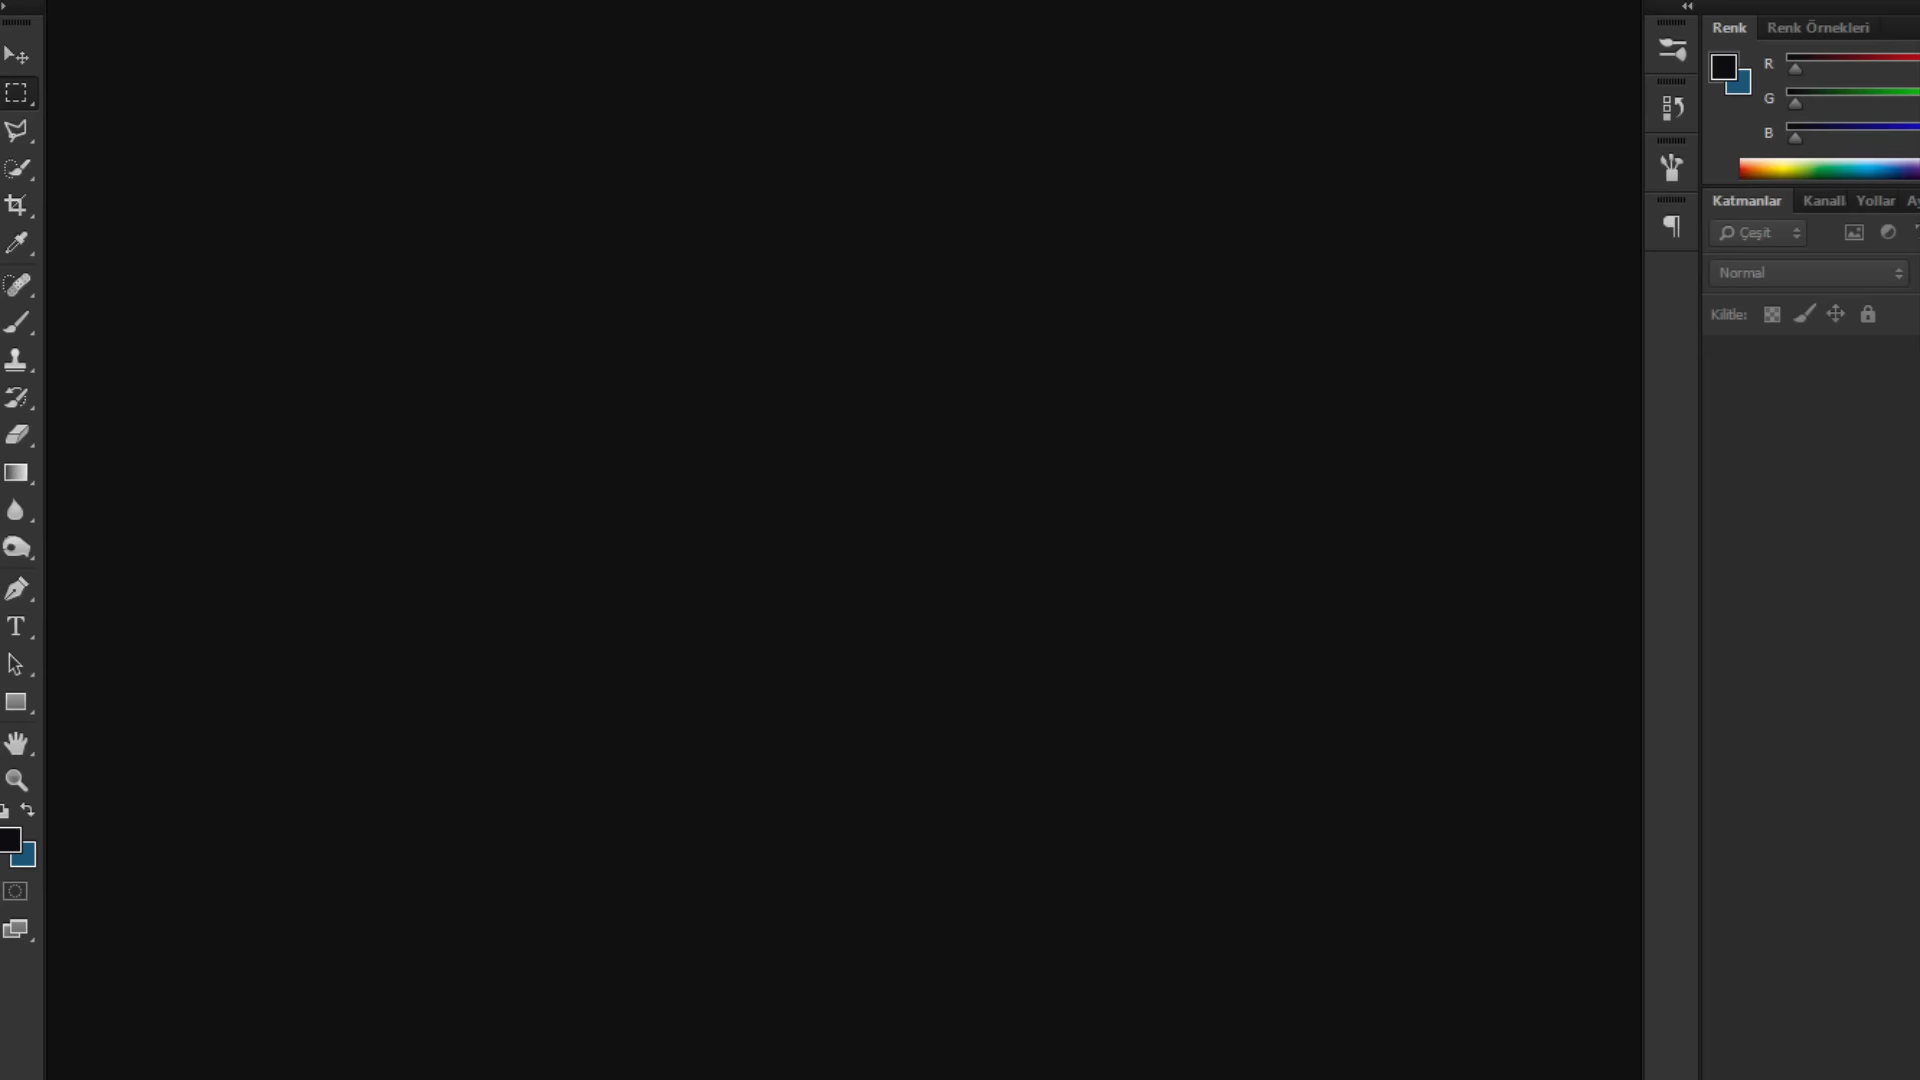 Renk Renk Örnekleri
R
G
B
Katmanlar Kanall Yollar
Çeşit
Normal
Kilitle: